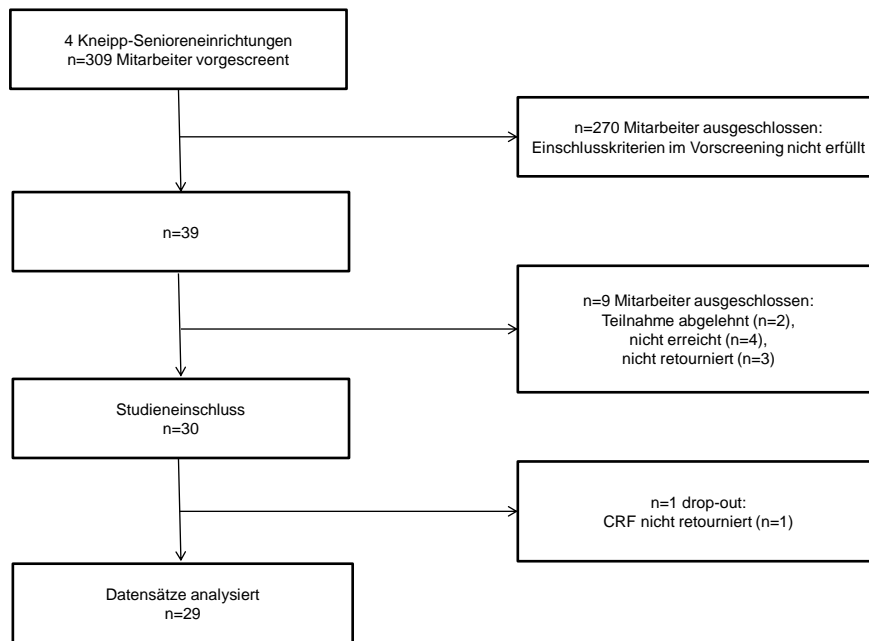 4 Kneipp-Senioreneinrichtungen
n=309 Mitarbeiter vorgescreent
n=270 Mitarbeiter ausgeschlossen:
Einschlusskriterien im Vorscreening nicht erfüllt
n=39
n=9 Mitarbeiter ausgeschlossen:
Teilnahme abgelehnt (n=2),
nicht erreicht (n=4),
nicht retourniert (n=3)
Studieneinschluss
n=30
n=1 drop-out:
CRF nicht retourniert (n=1)
Datensätze analysiert
n=29